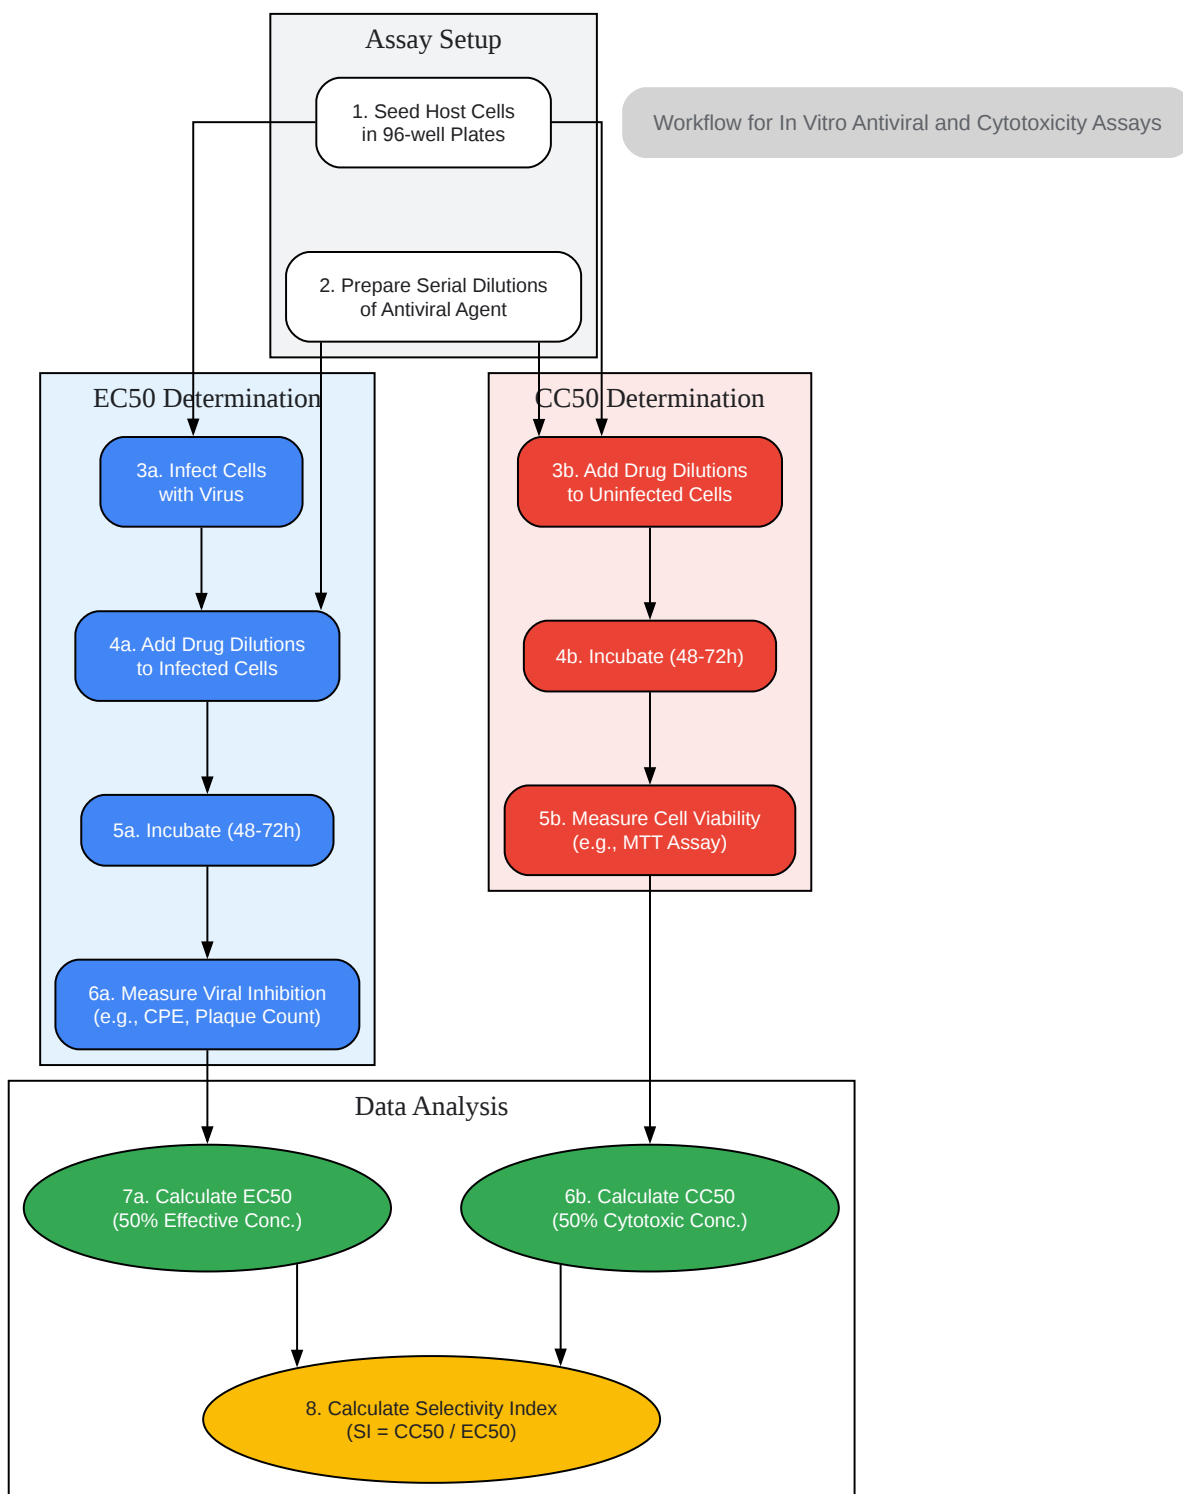 Assay Setup
1. Seed Host Cells
in 96-well Plates
Workflow for In Vitro Antiviral and Cytotoxicity Assays
2. Prepare Serial Dilutions
of Antiviral Agent
EC50 Determination
3a. Infect Cells
with Virus
4a. Add Drug Dilutions
to Infected Cells
5a. Incubate (48-72h)
6a. Measure Viral Inhibition
(e.g., CPE, Plaque Count)
CC50 Determination
3b. Add Drug Dilutions
to Uninfected Cells
4b. Incubate (48-72h)
5b. Measure Cell Viability
(e.g., MTT Assay)
Data Analysis
7a. Calculate EC50
(50% Effective Conc.)
6b. Calculate CC50
(50% Cytotoxic Conc.)
8. Calculate Selectivity Index
(SI = CC50 / EC50)